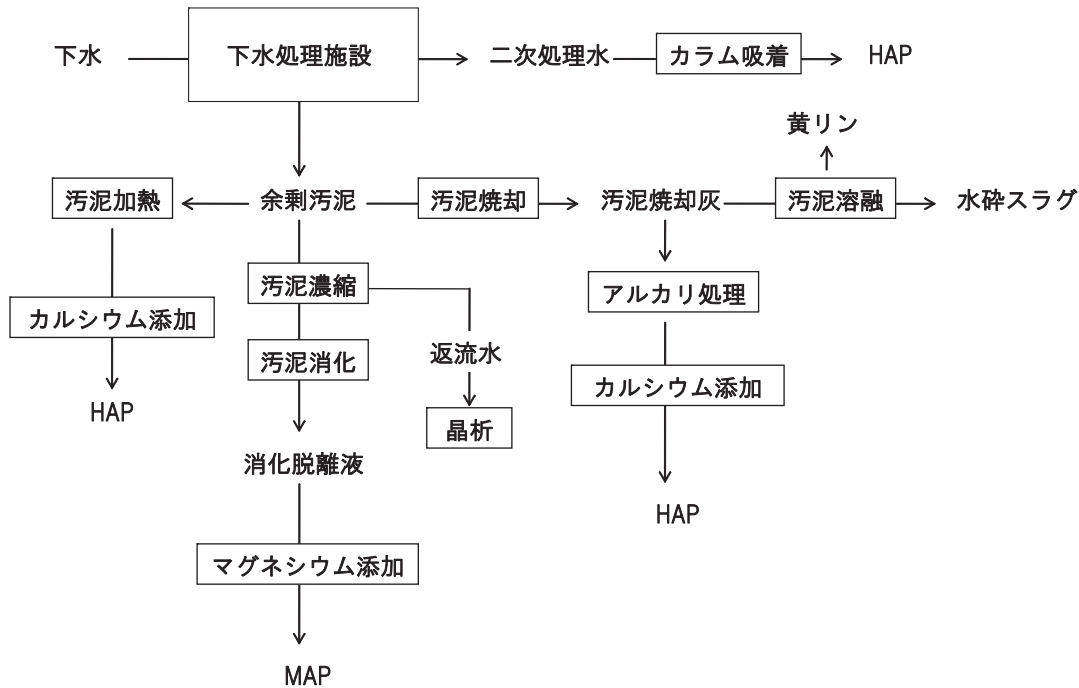 下水
下水処理施設
二次処理水
カラム吸着
HAP
黄リン
汚泥加熱
余剰汚泥
汚泥焼却
汚泥焼却灰
汚泥溶融
水砕スラグ
汚泥濃縮
アルカリ処理
カルシウム添加
汚泥消化
返流水
カルシウム添加
HAP
晶析
消化脱離液
HAP
マグネシウム添加
MAP